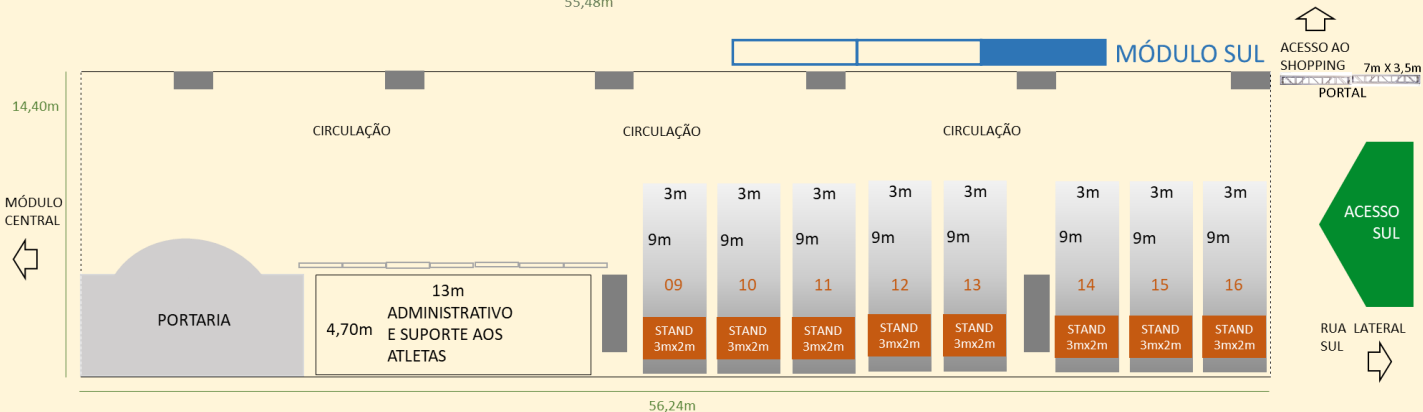 55,48m
MÓDULO SUL
ACESSO AO
SHOPPING
7m X 3,5m
PORTAL
14,40m
CIRCULAÇÃO
CIRCULAÇÃO
CIRCULAÇÃO
MÓDULO
CENTRAL
ACESSO
SUL
3m
3m
3m
3m
3m
3m
3m
3m
9m
9m
9m
9m
9m
9m
9m
9m
09
10
11
12
13
14
15
16
PORTARIA
13m
4,70m
ADMINISTRATIVO
E SUPORTE AOS
ATLETAS
STAND
3mx2m
STAND
3mx2m
STAND
3mx2m
STAND
3mx2m
STAND
3mx2m
STAND
3mx2m
STAND
3mx2m
STAND
3mx2m
RUA LATERAL
SUL
56,24m